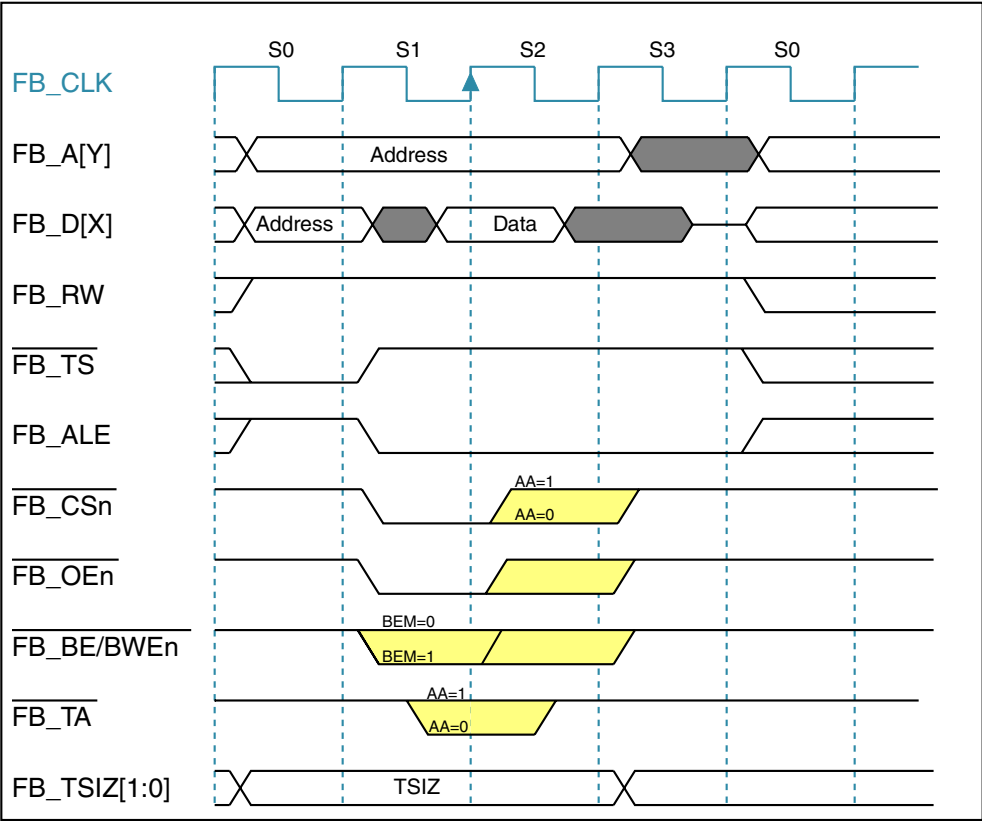 S0 S1 S2 S3 S0
FB_CLK
FB_A[Y] Address
FB_D[X] Address Data
FB_RW
FB_TS
FB_ALE
AA=1
FB_CSn AA=0
FB_OEn
BEM=0
FB_BE/BWEn BEM=1
AA=1
FB_TA AA=0
FB_TSIZ[1:0] TSIZ